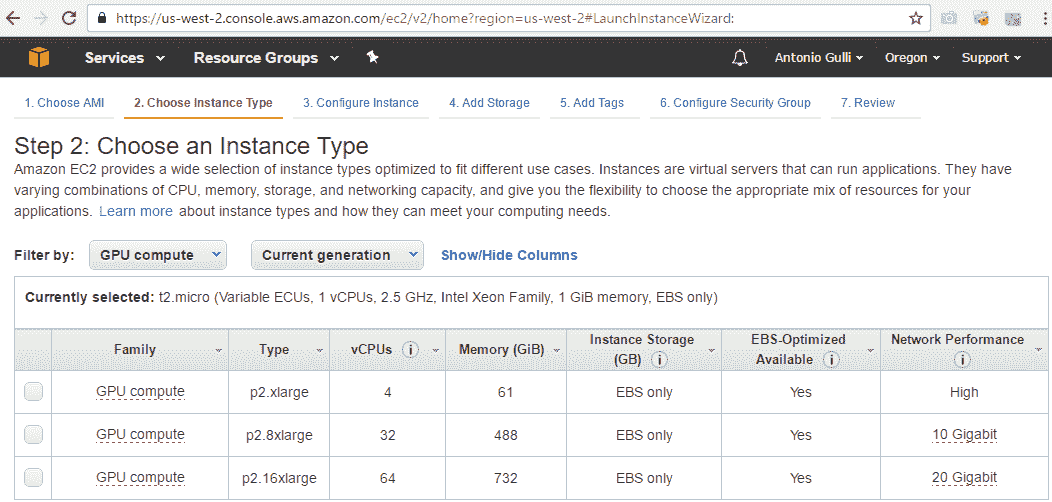 https://us-west-2.console.aws.amazon.com/ec2/v2/home?region=us-west-2#LaunchInstanceWizard:
Services Resource Groups Antonio Gulli Oregon Support
1. Choose AMI 2. Choose Instance Type 3. Configure Instance 4. Add Storage 5. Add Tags 6. Configure Security Group 7. Review
Step 2: Choose an Instance Type
Amazon EC2 provides a wide selection of instance types optimized to fit different use cases. Instances are virtual servers that can run applications. They have
varying combinations of CPU, memory, storage, and networking capacity, and give you the flexibility to choose the appropriate mix of resources for your
applications. Learn more about instance types and how they can meet your computing needs.
Filter by: GPU compute Current generation Show/Hide Columns
Currently selected: t2.micro (Variable ECUs, 1 vCPUs, 2.5 GHz, Intel Xeon Family, 1 GiB memory, EBS only)
Family Type vCPUs i Memory (GiB) Instance Storage (GB) i EBS-Optimized Available i Network Performance i
GPU compute p2.xlarge 4 61 EBS only Yes High
GPU compute p2.8xlarge 32 488 EBS only Yes 10 Gigabit
GPU compute p2.16xlarge 64 732 EBS only Yes 20 Gigabit